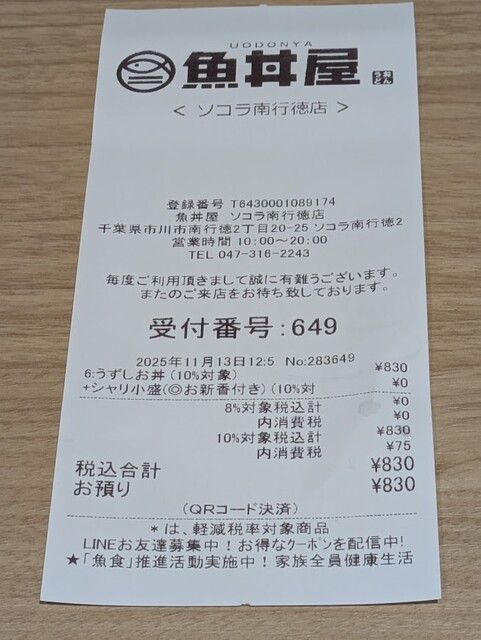 UODONYA
魚丼屋
< ソコラ南行徳店 >
登録番号 T6430001089174
魚丼屋 ソコラ南行徳店
千葉県市川市南行徳2丁目20-25 ソコラ南行徳2
営業時間 10:00～20:00
TEL 047-316-2243
毎度ご利用頂きまして誠に有難うございます。
またのご来店をお待ち致しております。
受付番号:649
2025年11月13日12:5 No:283649
6:うずしお丼(10%対象) ¥830
+シャリ小盛(◎お新香付き)(10%対 ¥0
8%対象税込計 ¥0
内消費税 ¥0
10%対象税込計 ¥830
内消費税 ¥75
税込合計 ¥830
お預り ¥830
(QRコード決済)
*は、軽減税率対象商品
LINEお友達募集中!お得なクーポンを配信中!
★「魚食」推進活動実施中!家族全員健康生活